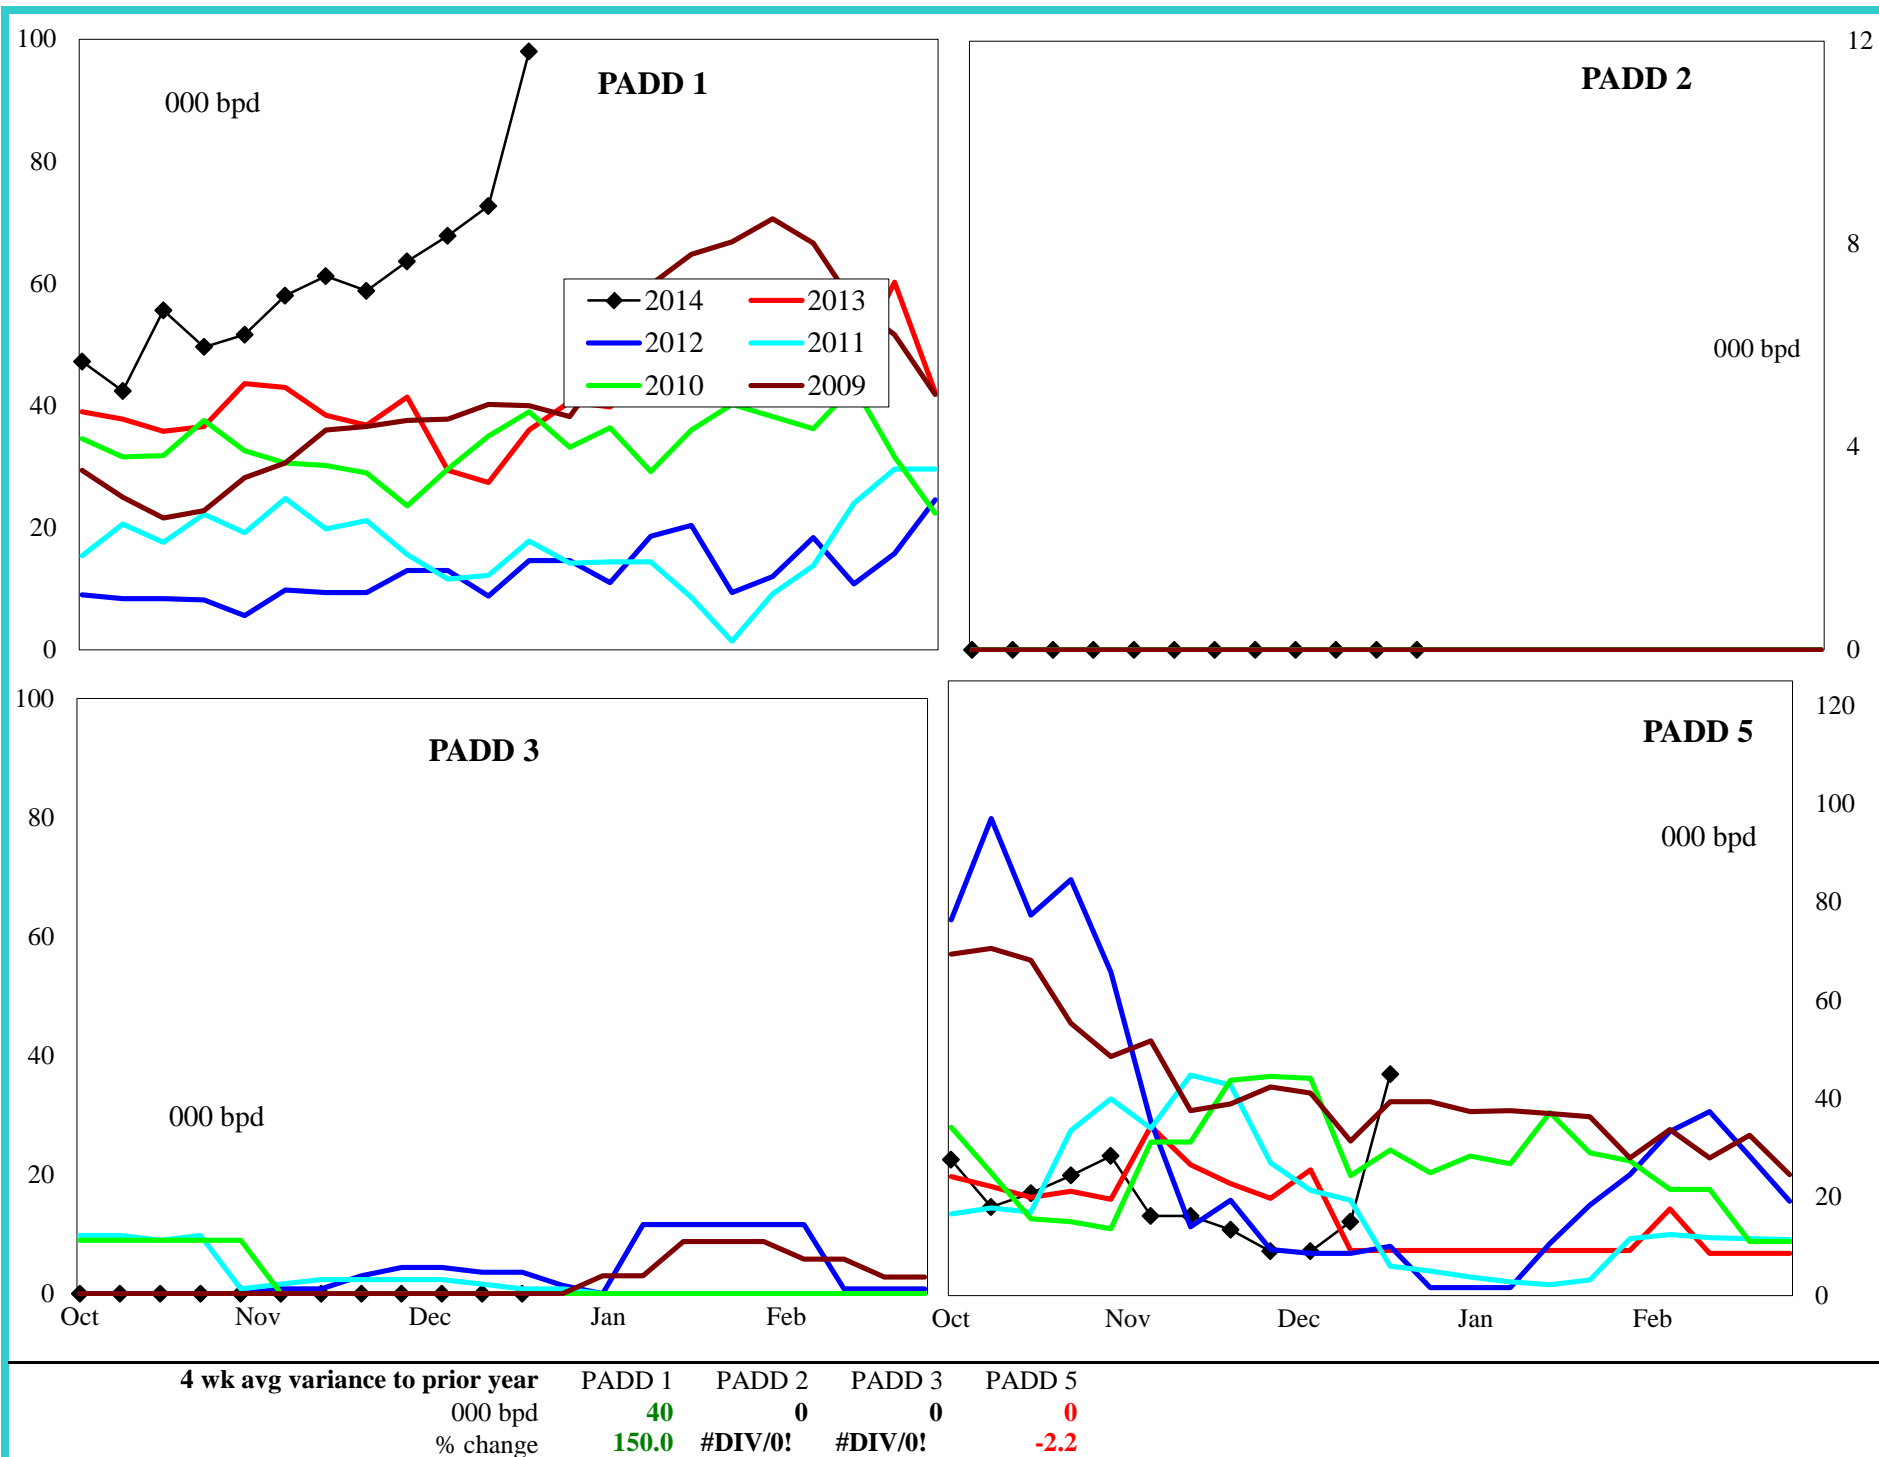 100
80
60
40
20
0
000 bpd
PADD 1
2014 2013
2012 2011
2010 2009
PADD 2
000 bpd
12
8
4
0
100
80
60
40
20
0
PADD 3
000 bpd
Oct Nov Dec Jan Feb
PADD 5
000 bpd
120
100
80
60
40
20
0
Oct Nov Dec Jan Feb
4 wk avg variance to prior year PADD 1 PADD 2 PADD 3 PADD 5
000 bpd 40 0 0 0
% change 150.0 #DIV/0! #DIV/0! -2.2